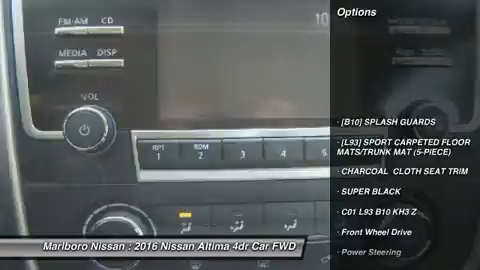 Options
FM·AM CD
MEDIA DISP
10
VOL
RPT RDM
1 2 3 4 5
· [B10] SPLASH GUARDS
· [L93] SPORT CARPETED FLOOR
MATS/TRUNK MAT (5-PIECE)
· CHARCOAL CLOTH SEAT TRIM
· SUPER BLACK
· C01 L93 B10 KH3 Z
· Front Wheel Drive
· Power Steering
Marlboro Nissan : 2016 Nissan Altima 4dr Car FWD